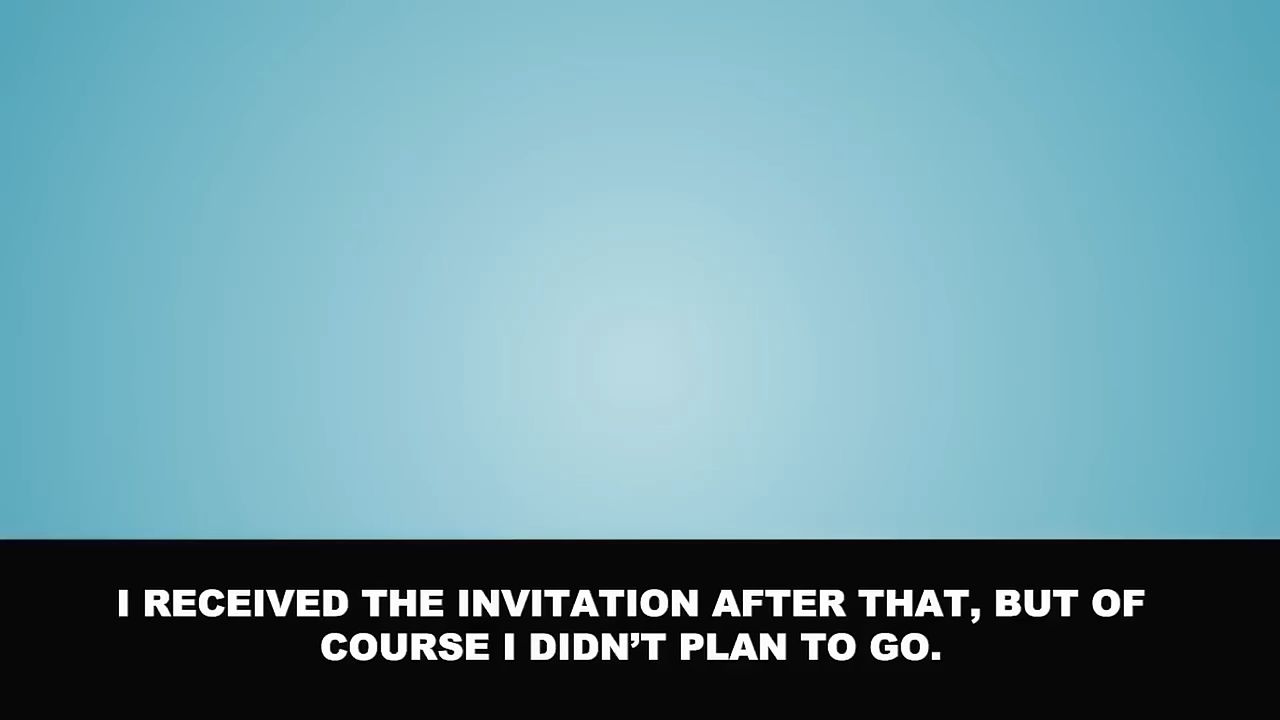 I RECEIVED THE INVITATION AFTER THAT, BUT OF
COURSE I DIDN’T PLAN TO GO.